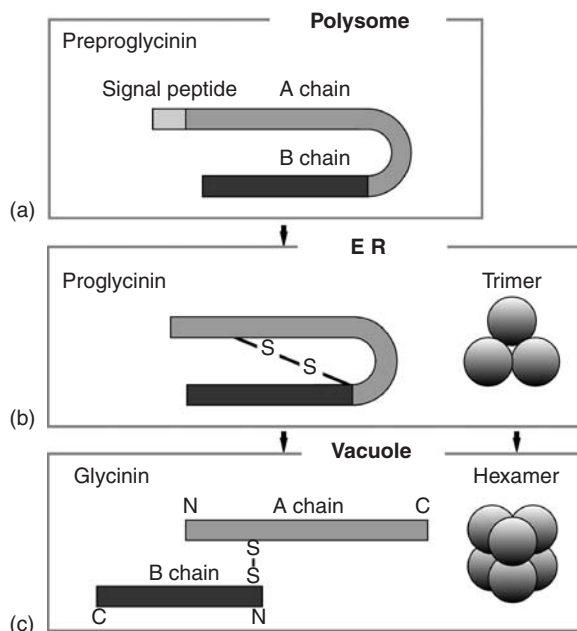 Polysome
Preproglycinin
Signal peptide A chain
B chain
(a)
E R
Proglycinin Trimer
S
S
(b)
Vacuole
Glycinin Hexamer
N A chain C
S
S
B chain
C N
(c)